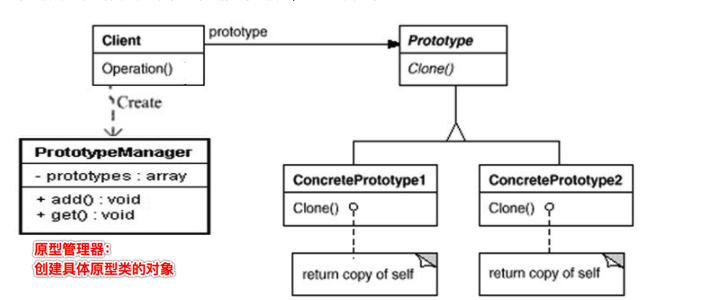 Client
prototype
Prototype
Operation()
Clone()
Create
PrototypeManager
- prototypes : array
+ add() : void
+ get() : void
ConcretePrototype1
ConcretePrototype2
Clone()
Clone()
原型管理器：
创建具体原型类的对象
return copy of self
return copy of self